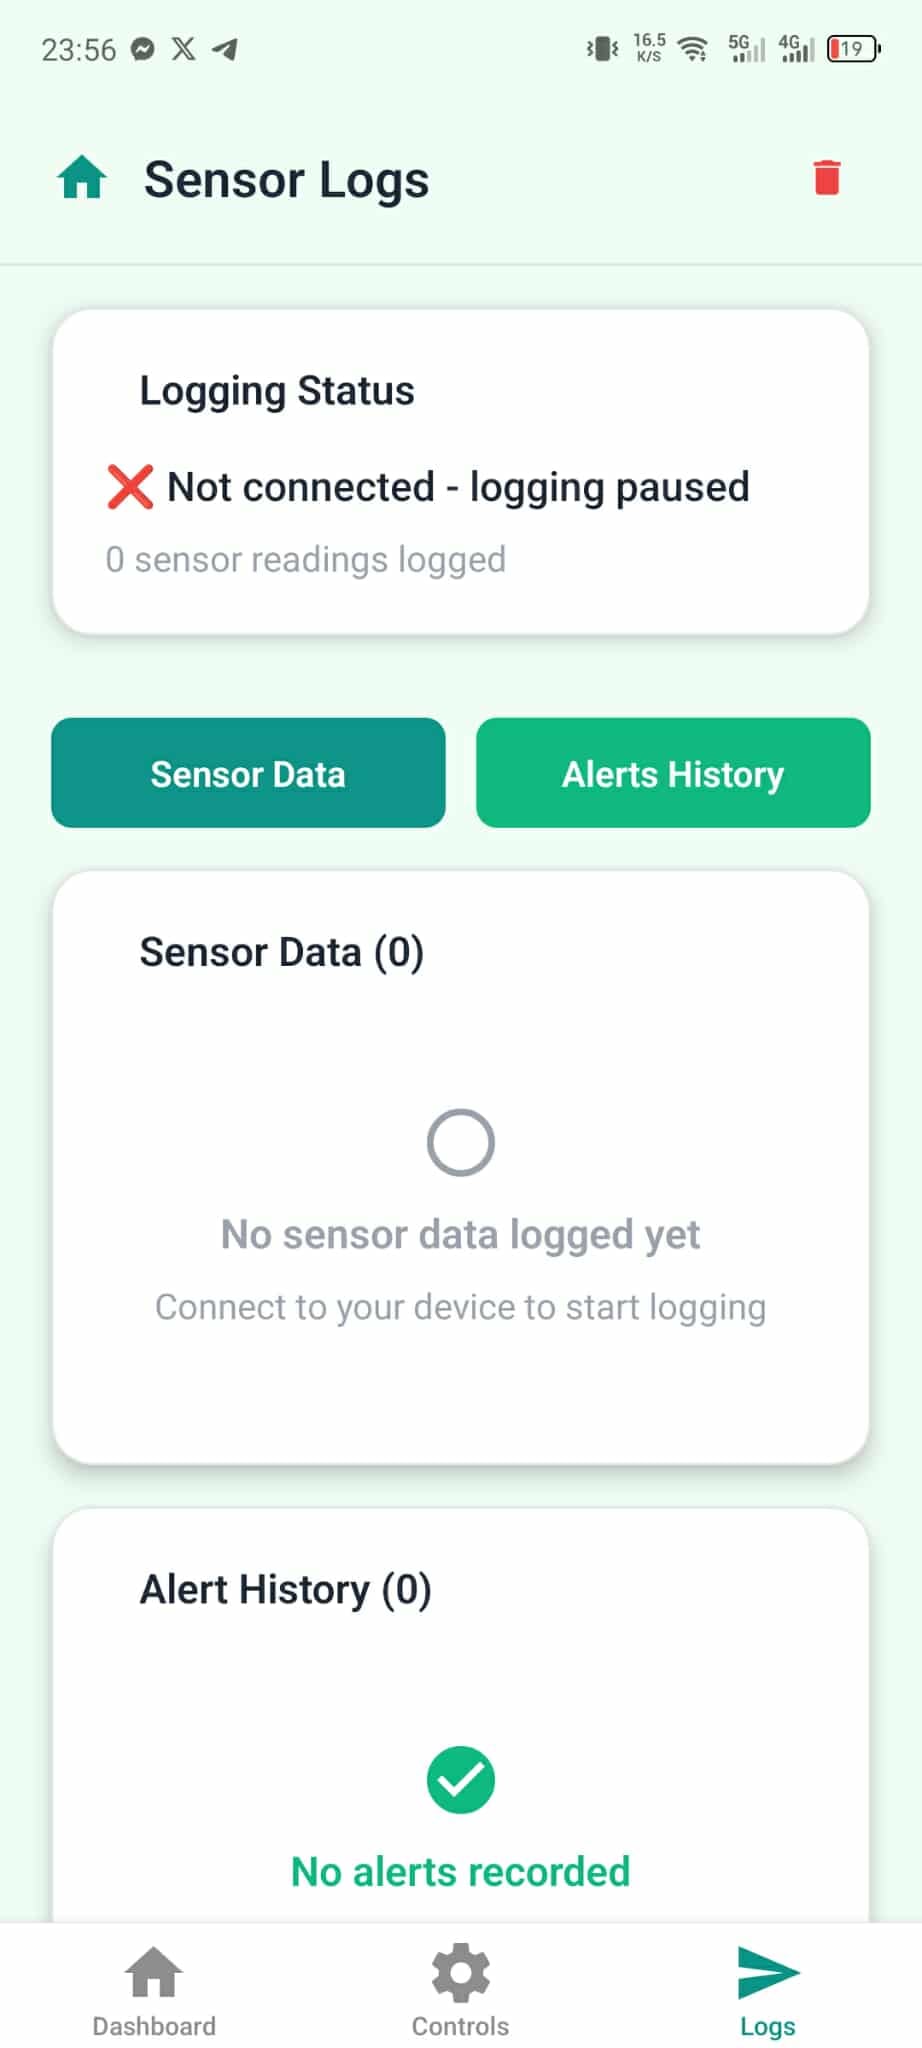 23:56
16.5
K/S
5G
4G
19
Sensor Logs
Logging Status
❌ Not connected - logging paused
0 sensor readings logged
Sensor Data
Alerts History
Sensor Data (0)
No sensor data logged yet
Connect to your device to start logging
Alert History (0)
No alerts recorded
Dashboard
Controls
Logs